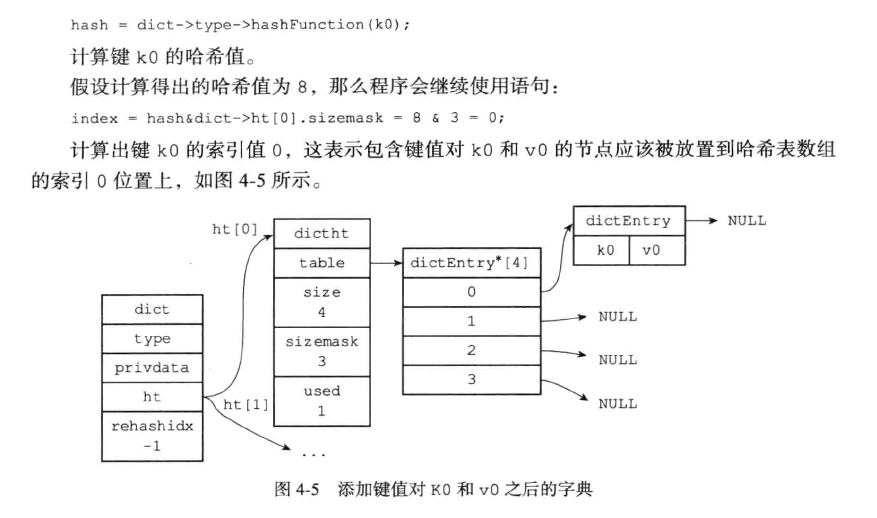 hash = dict->type->hashFunction(k0);
计算键 k0 的哈希值。
假设计算得出的哈希值为 8，那么程序会继续使用语句：
index = hash&dict->ht[0].sizemask = 8 & 3 = 0;
计算出键 k0 的索引值 0，这表示包含键值对 k0 和 v0 的节点应该被放置到哈希表数组
的索引 0 位置上，如图 4-5 所示。
ht[0]
dictht
table
size
4
sizemask
3
used
1
dict
type
privdata
ht
rehashidx
-1
ht[1]
...
dictEntry*[4]
0
1
2
3
dictEntry
k0
v0
NULL
NULL
NULL
NULL
图 4-5 添加键值对 K0 和 v0 之后的字典